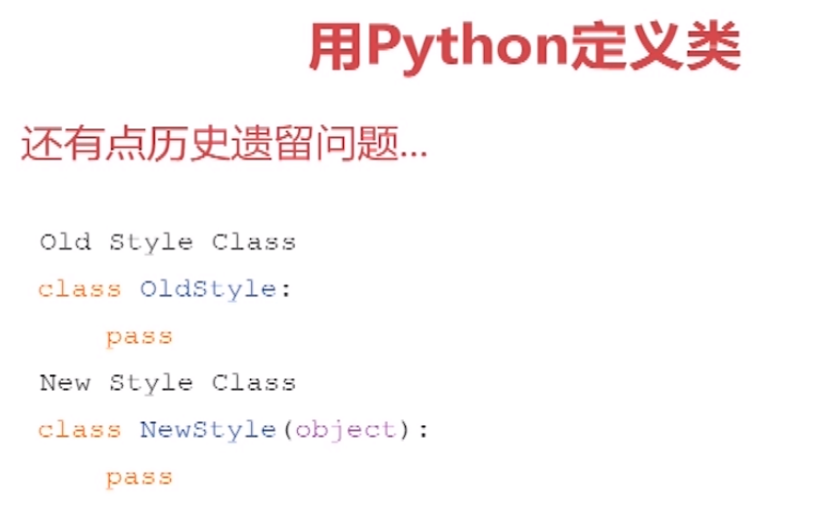 用Python定义类
还有点历史遗留问题...
Old Style Class
class OldStyle:
    pass
New Style Class
class NewStyle(object):
    pass